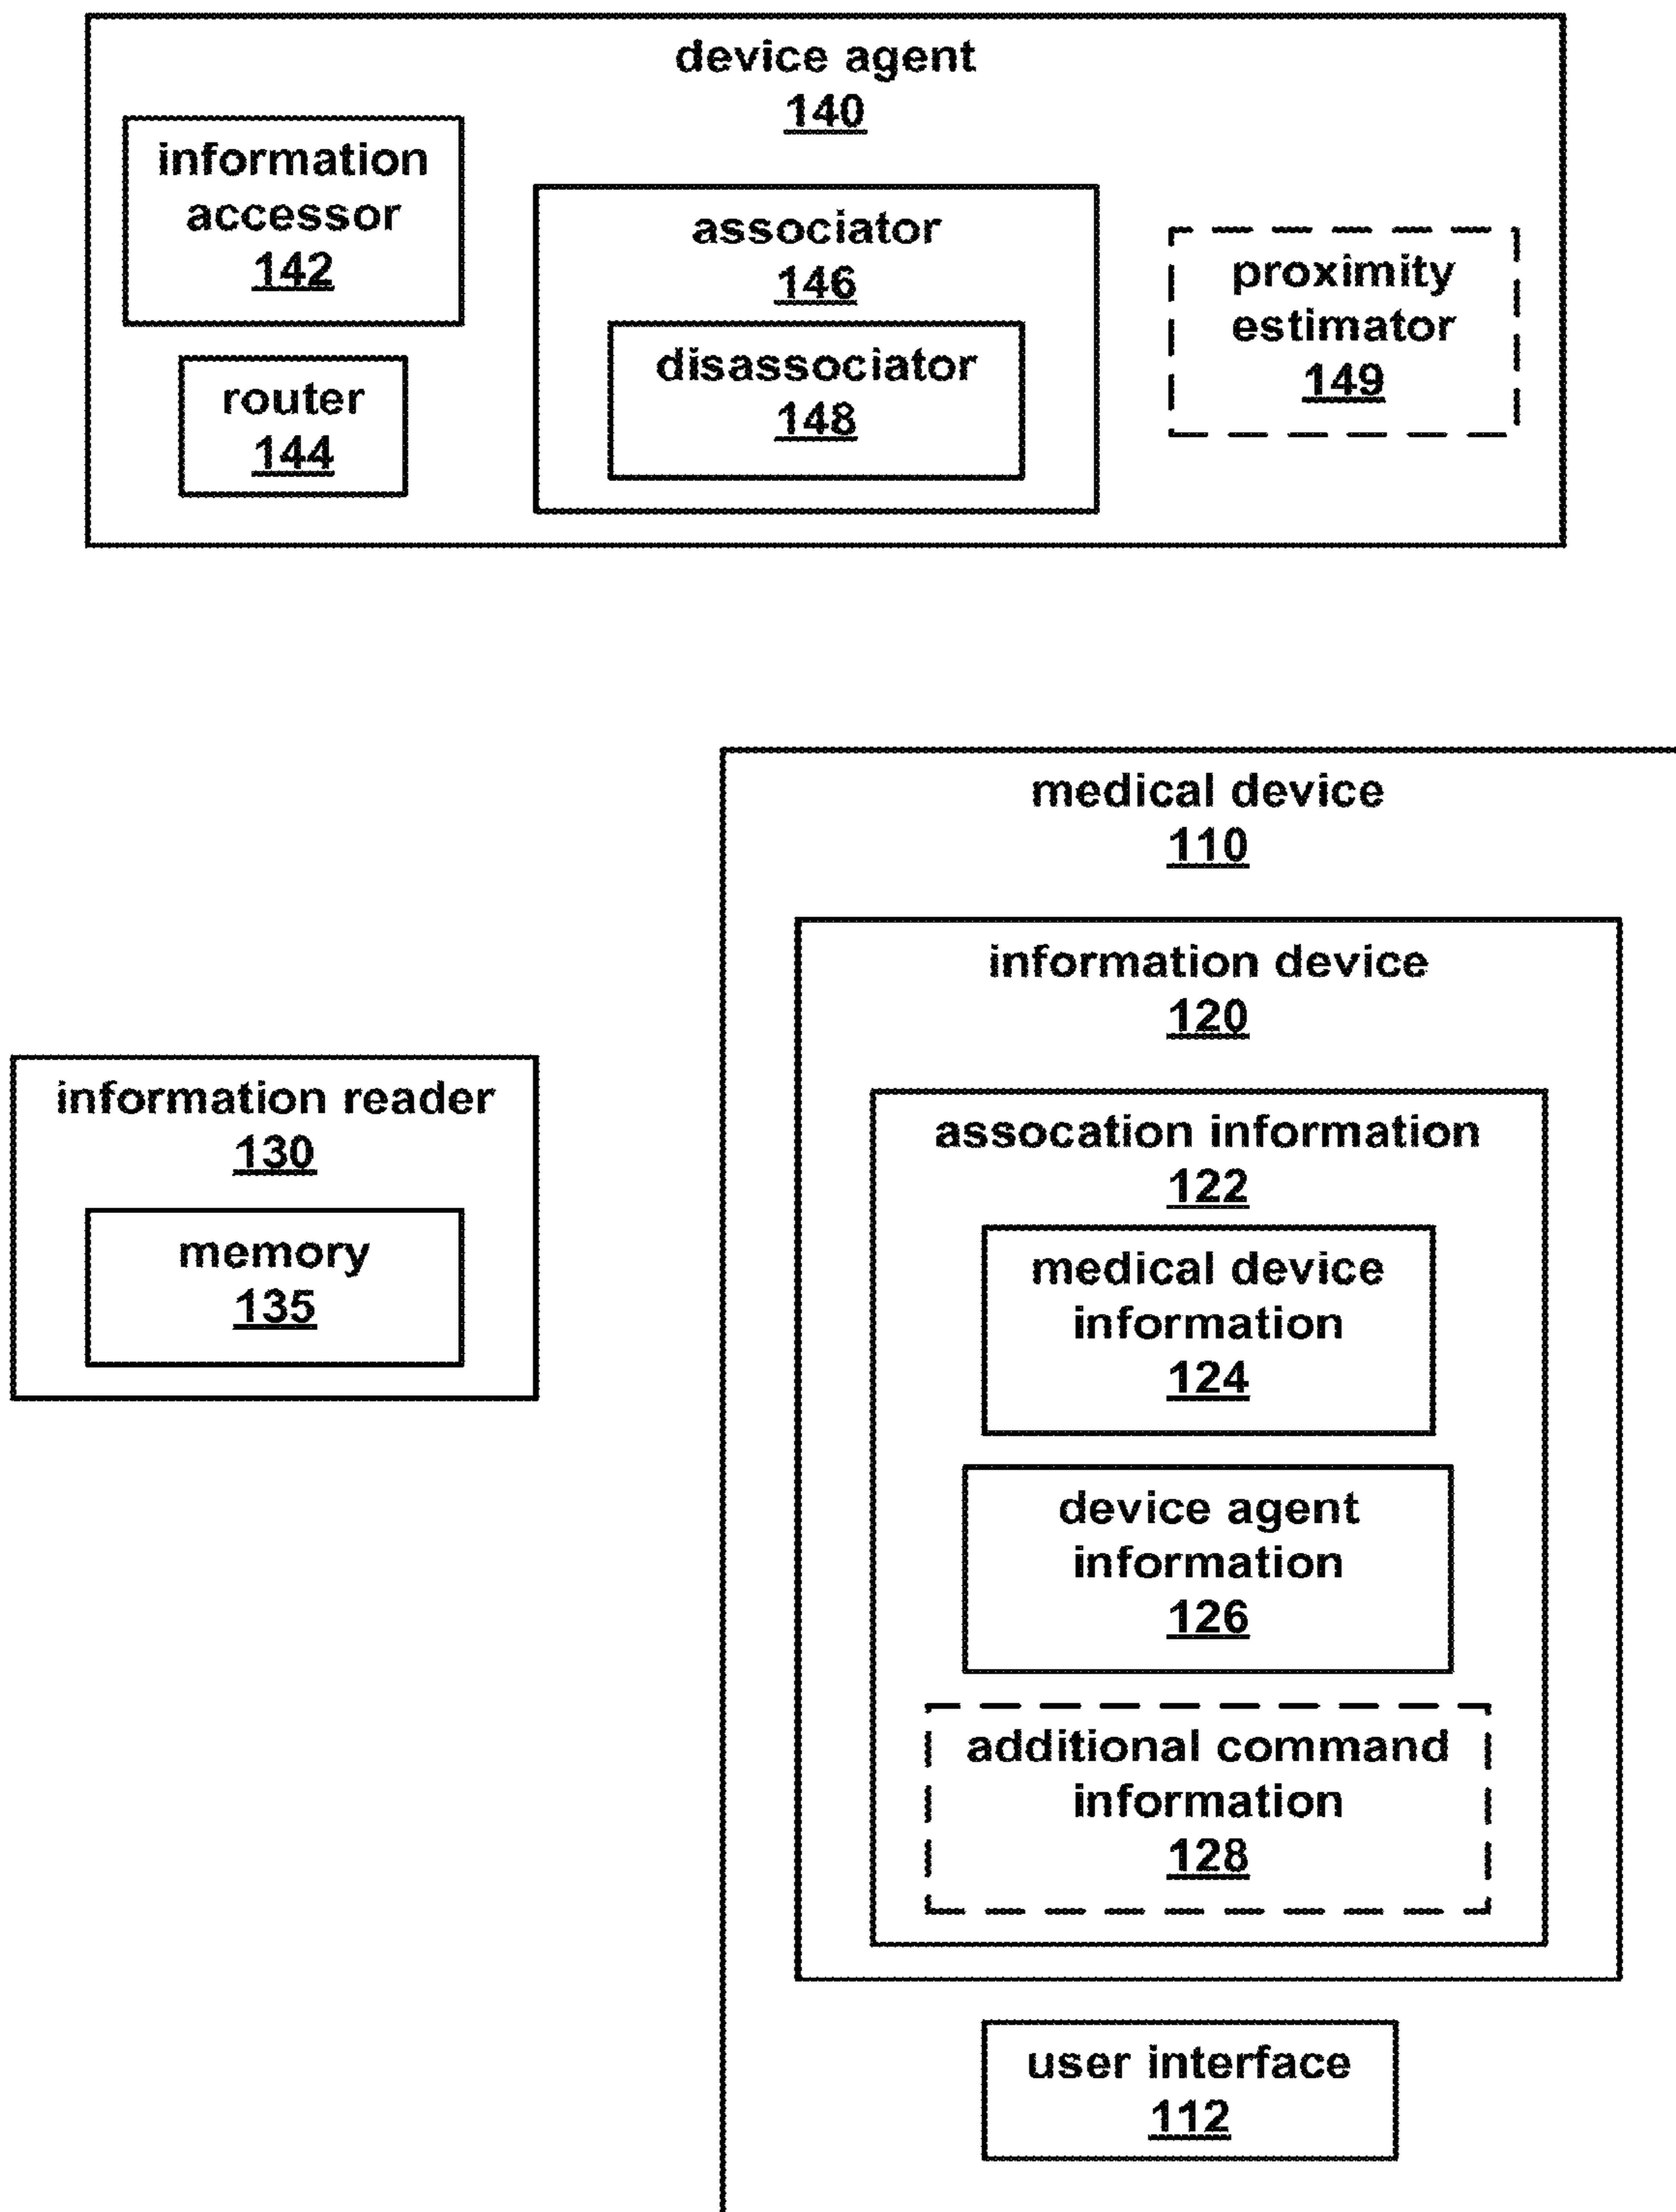 device agent
140
information
accessor
142
router
144
associator
146
disassociator
148
proximity
estimator
149
medical device
110
information device
120
information reader
130
memory
135
assocation information
122
medical device
information
124
device agent
information
126
additional command
information
128
user interface
112